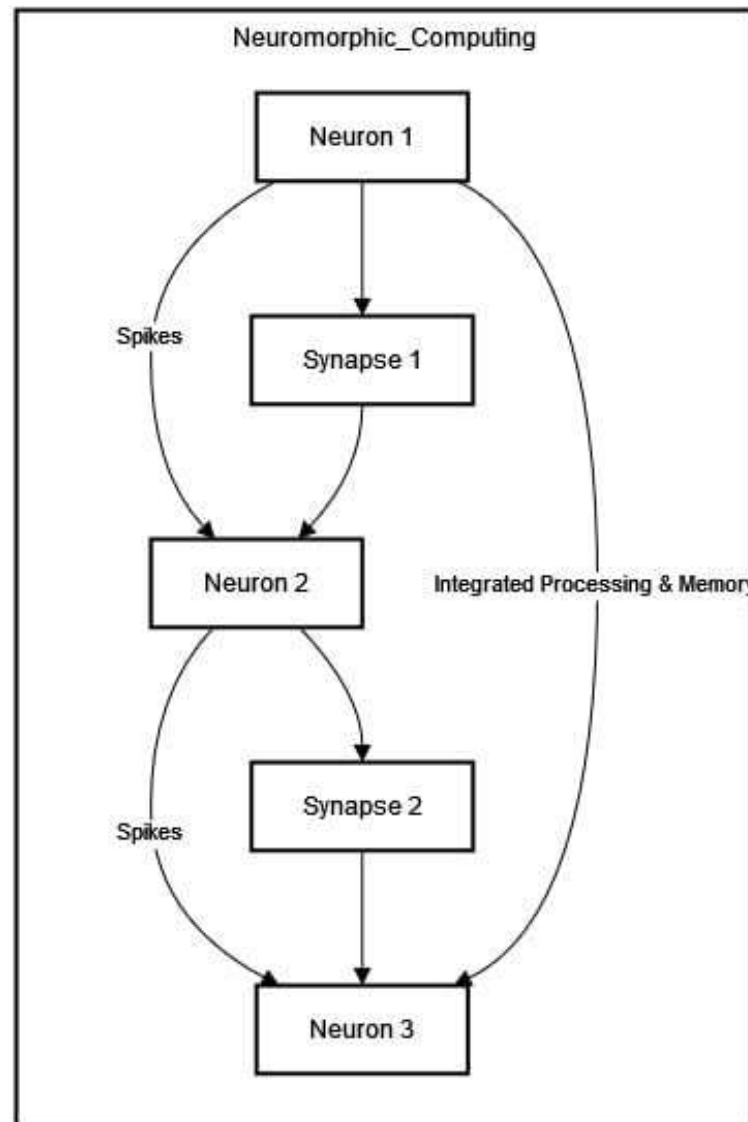 Neuromorphic_Computing
Neuron 1
Spikes
Synapse 1
Neuron 2
Integrated Processing & Memory
Synapse 2
Spikes
Neuron 3